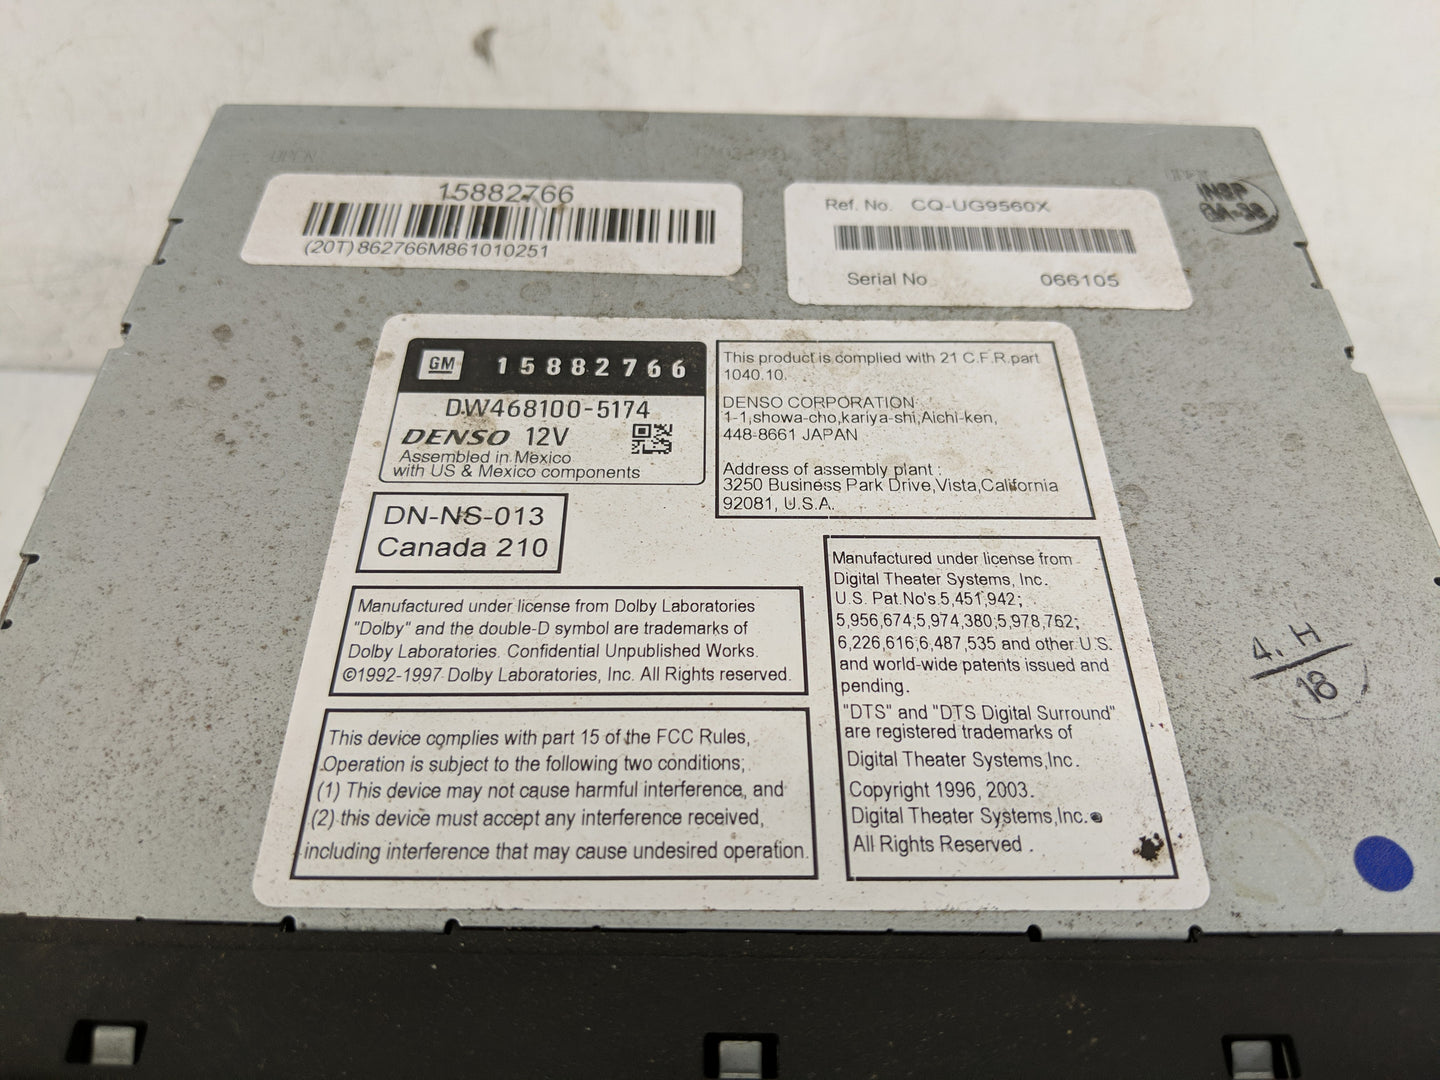 15882766
(20T)862766M861010251
Ref. No. CQ-UG9560X
Serial No 066105
INSP
GM 15882766
DW468100-5174
DENSO 12V
Assembled in Mexico
with US & Mexico components
This product is complied with 21 C.F.R.part
1040.10.
DENSO CORPORATION
1-1,showa-cho,kariya-shi,Aichi-ken,
448-8661 JAPAN
Address of assembly plant :
3250 Business Park Drive,Vista,California
92081, U.S.A.
DN-NS-013
Canada 210
Manufactured under license from Dolby Laboratories
"Dolby" and the double-D symbol are trademarks of
Dolby Laboratories. Confidential Unpublished Works.
©1992-1997 Dolby Laboratories, Inc. All Rights reserved.
This device complies with part 15 of the FCC Rules,
Operation is subject to the following two conditions;
(1) This device may not cause harmful interference, and
(2) this device must accept any interference received,
including interference that may cause undesired operation.
Manufactured under license from
Digital Theater Systems, Inc.
U.S. Pat.No's.5,451,942;
5,956,674;5,974,380;5,978,762;
6,226,616;6,487,535 and other U.S.
and world-wide patents issued and
pending.
"DTS" and "DTS Digital Surround"
are registered trademarks of
Digital Theater Systems,Inc.
Copyright 1996, 2003.
Digital Theater Systems,Inc.
All Rights Reserved .
4.H
18